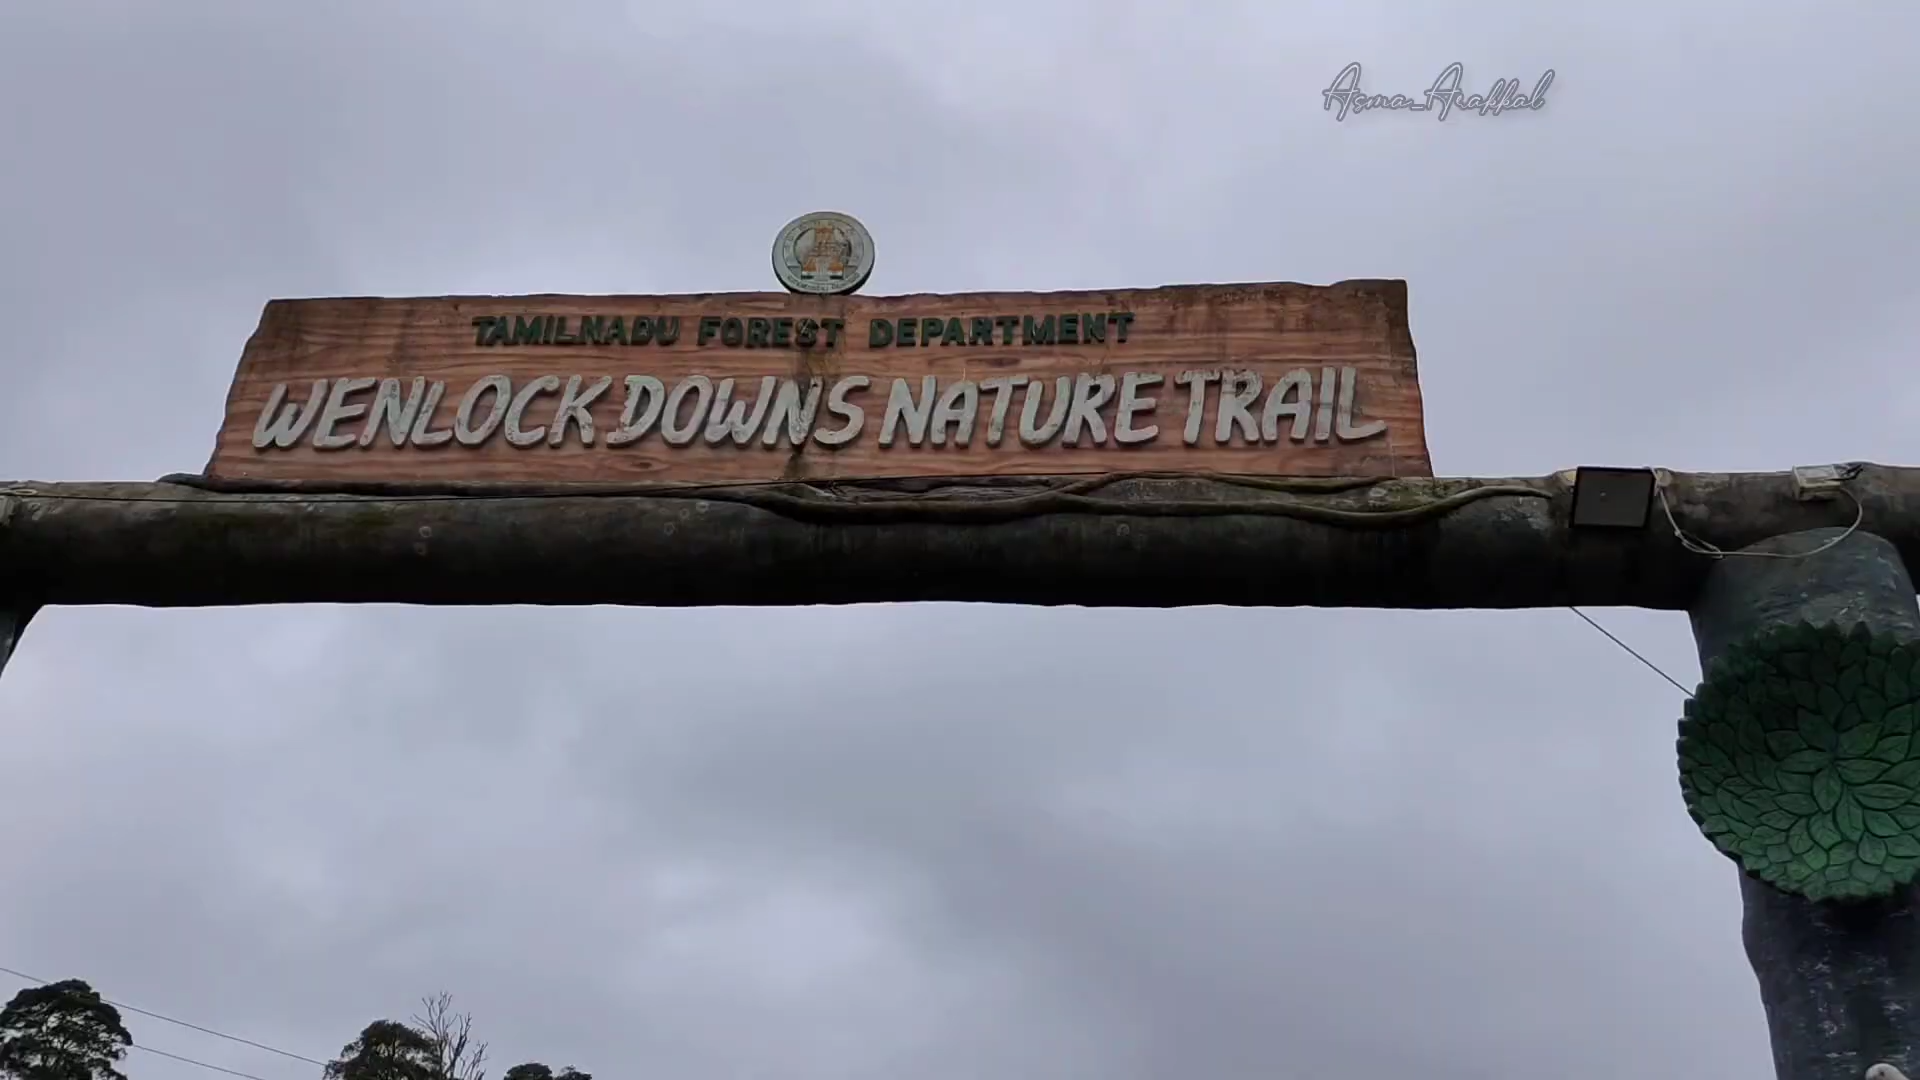 Asma_Arakkal
TAMILNADU FOREST DEPARTMENT
WENLOCK DOWNS NATURE TRAIL